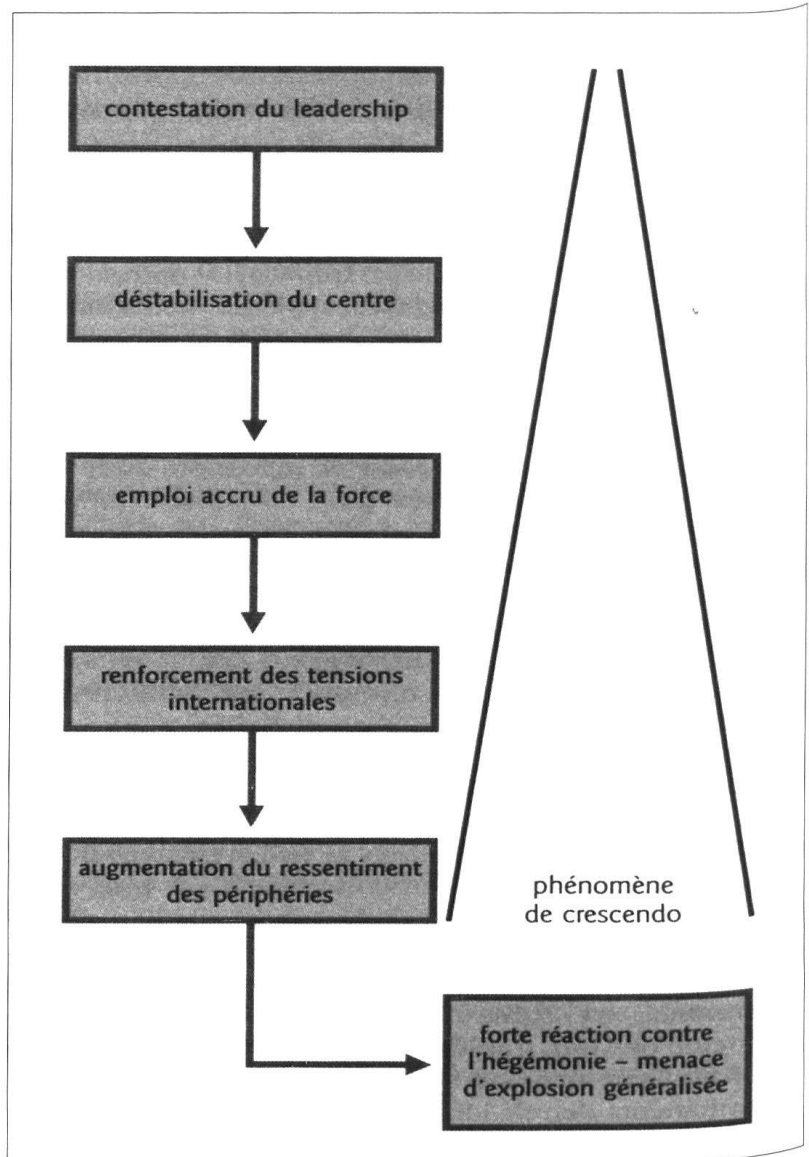 contestation du leadership
déstabilisation du centre
emploi accru de la force
renforcement des tensions
internationales
augmentation du ressentiment
des périphéries
phénomène
de crescendo
forte réaction contre
l'hégémonie – menace
d'explosion généralisée